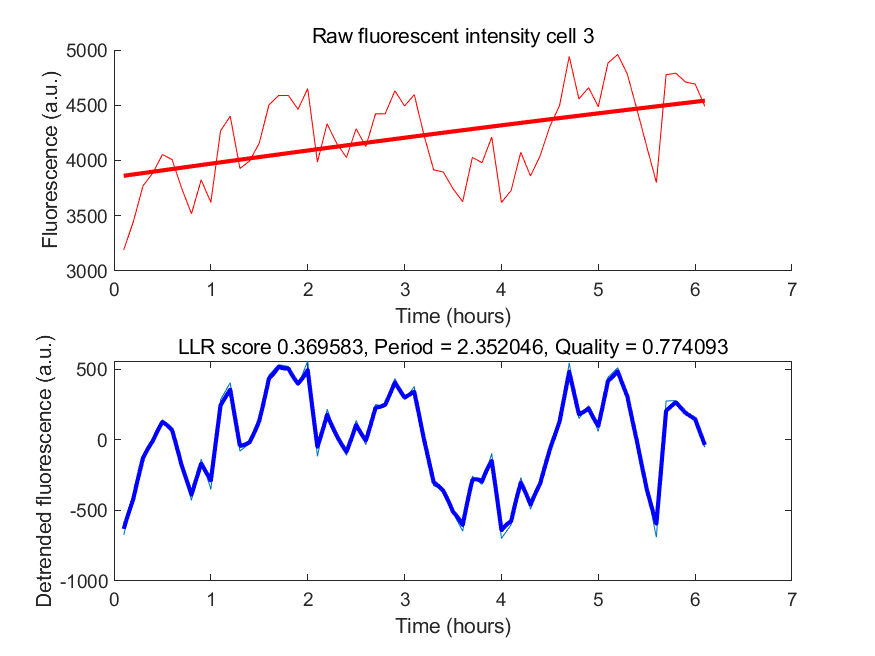 Raw fluorescent intensity cell 3
Fluorescence (a.u.)
5000
4500
4000
3500
3000
0 1 2 3 4 5 6 7
Time (hours)
LLR score 0.369583, Period = 2.352046, Quality = 0.774093
Detrended fluorescence (a.u.)
500
0
-500
-1000
0 1 2 3 4 5 6 7
Time (hours)